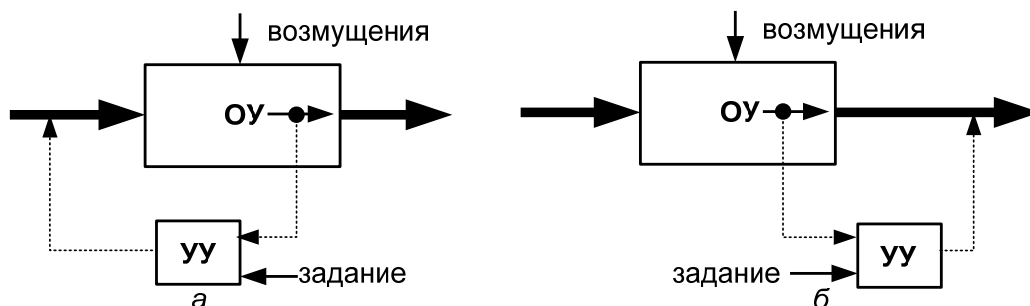 возмущения
ОУ
УУ
задание
а
возмущения
ОУ
УУ
задание
б